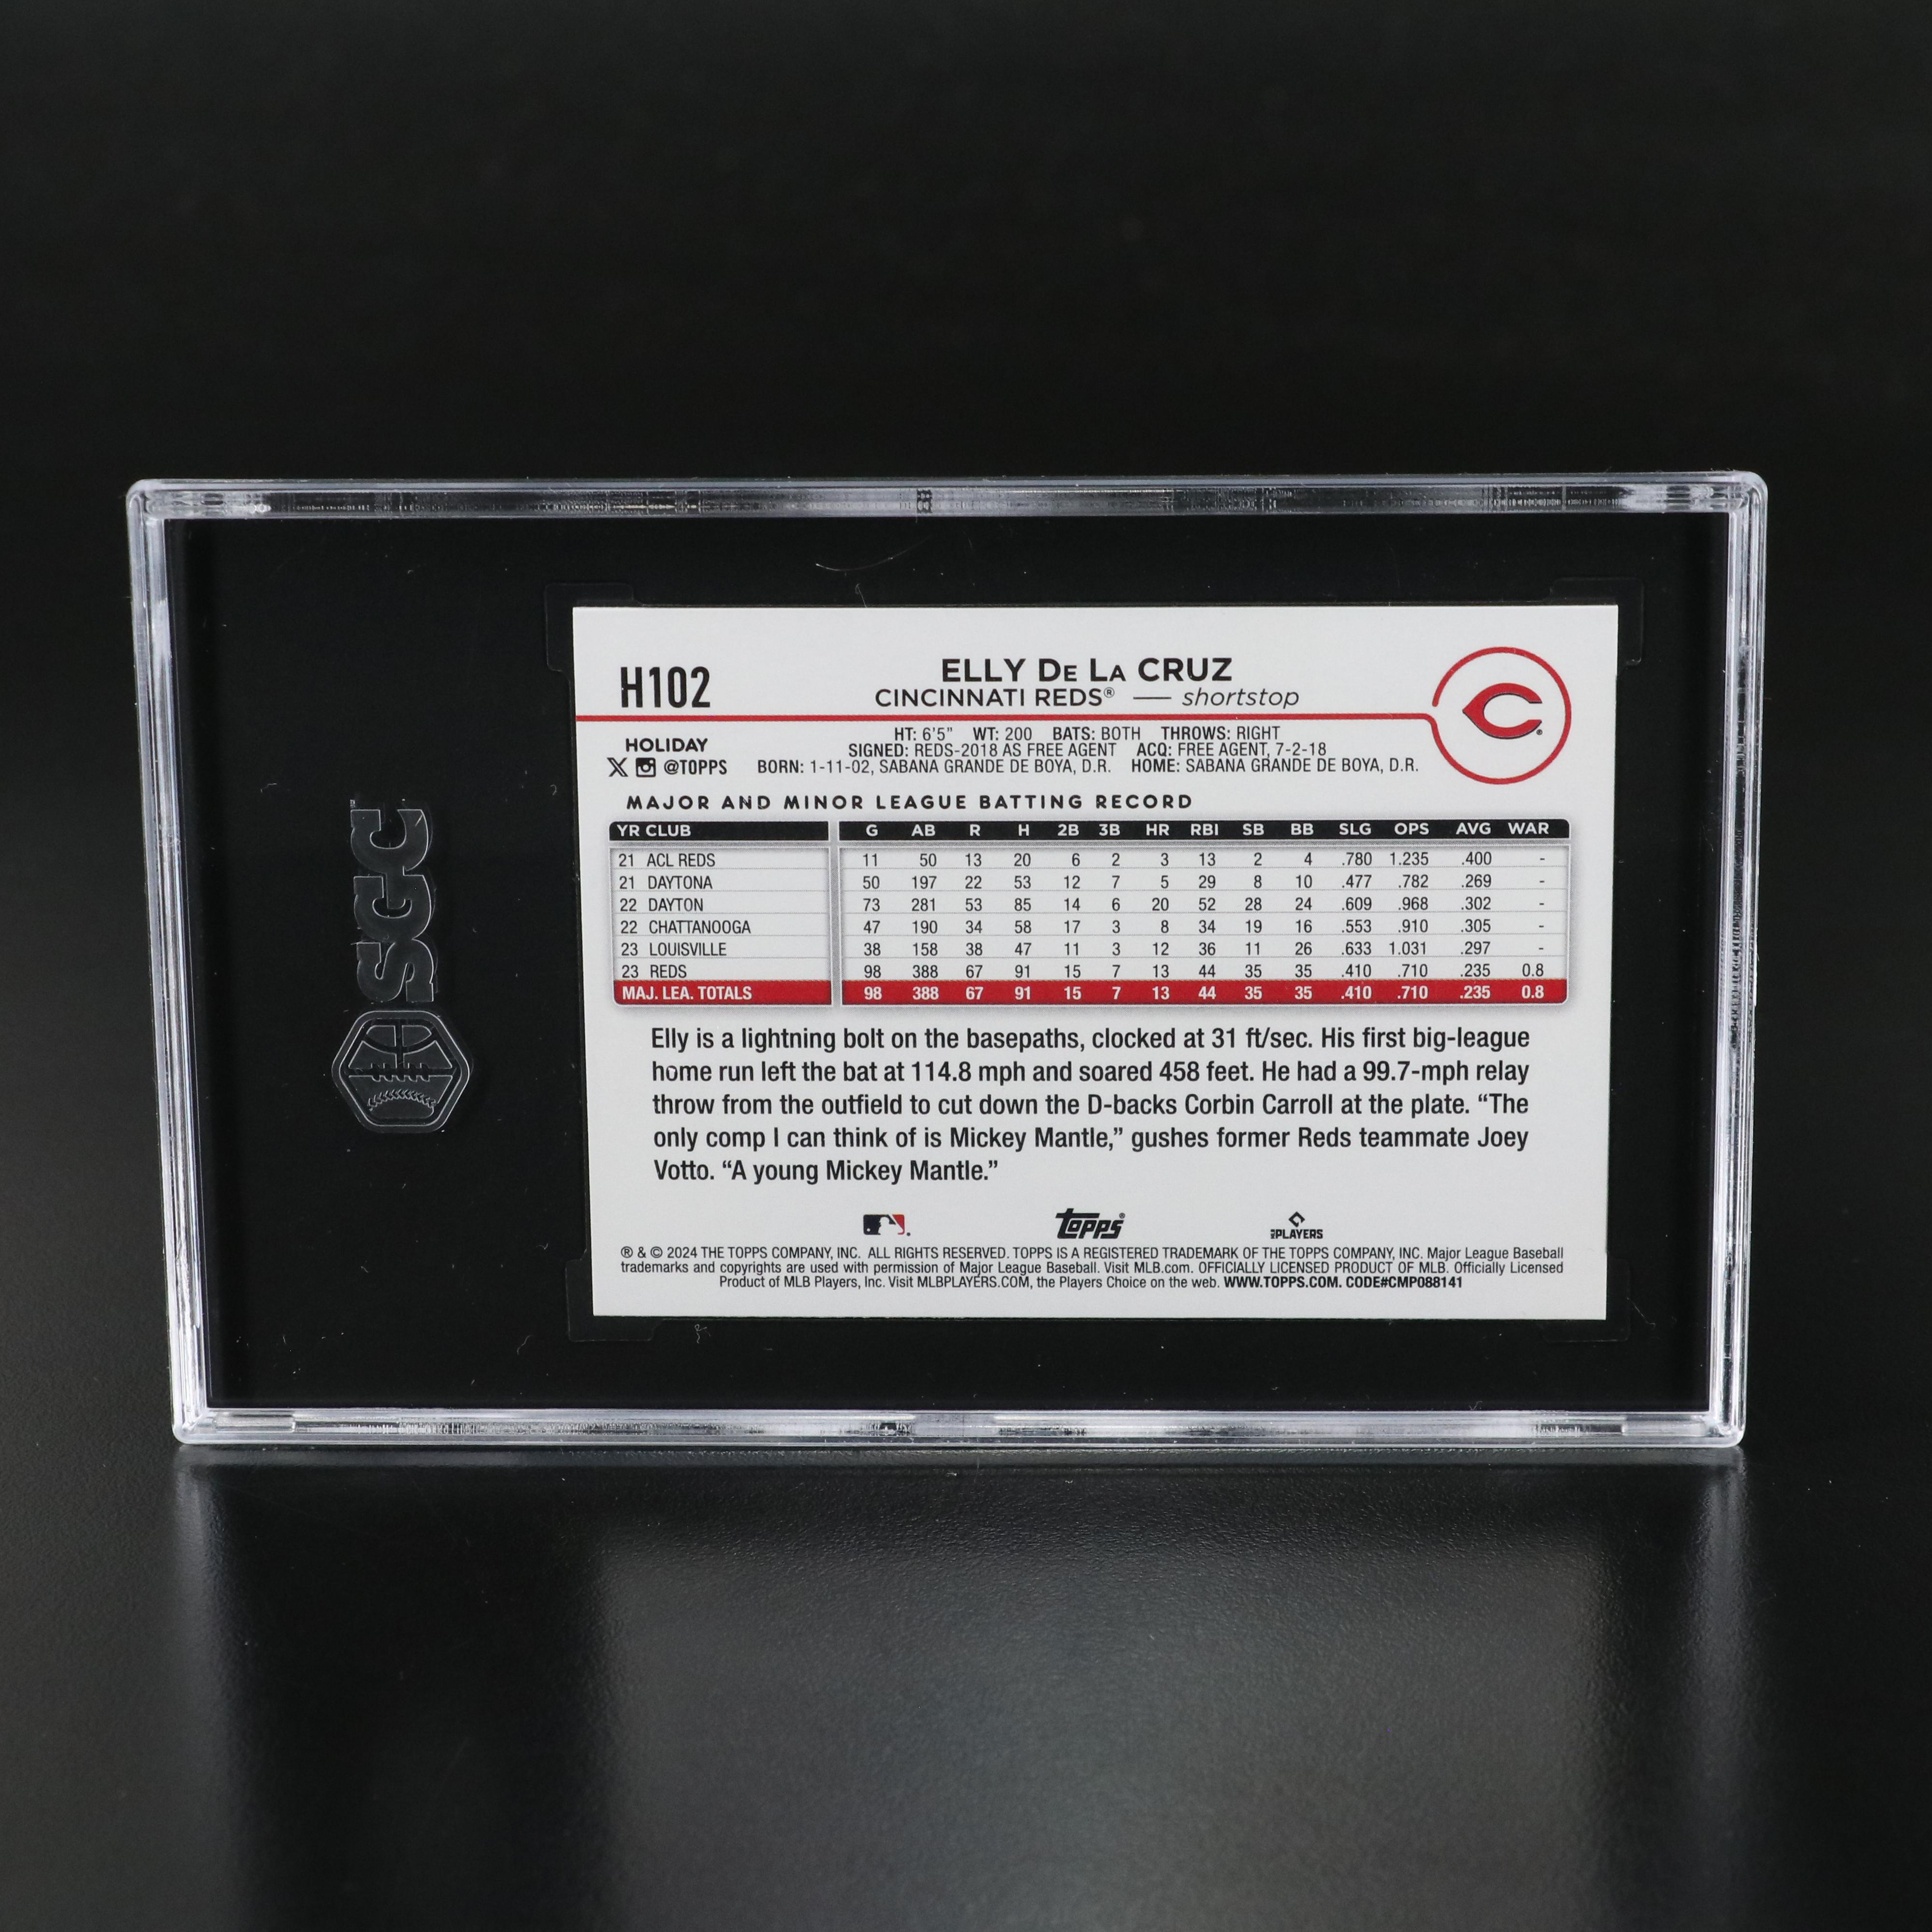 SGC
H102
ELLY DE LA CRUZ
CINCINNATI REDS® — shortstop
HOLIDAY
X @TOPPS
HT: 6'5" WT: 200 BATS: BOTH THROWS: RIGHT
SIGNED: REDS-2018 AS FREE AGENT ACQ: FREE AGENT, 7-2-18
BORN: 1-11-02, SABANA GRANDE DE BOYA, D.R. HOME: SABANA GRANDE DE BOYA, D.R.
MAJOR AND MINOR LEAGUE BATTING RECORD
YR CLUB G AB R H 2B 3B HR RBI SB BB SLG OPS AVG WAR
21 ACL REDS 11 50 13 20 6 2 3 13 2 4 .780 1.235 .400 -
21 DAYTONA 50 197 22 53 12 7 5 29 8 10 .477 .782 .269 -
22 DAYTON 73 281 53 85 14 6 20 52 28 24 .609 .968 .302 -
22 CHATTANOOGA 47 190 34 58 17 3 8 34 19 16 .553 .910 .305 -
23 LOUISVILLE 38 158 38 47 11 3 12 36 11 26 .633 1.031 .297 -
23 REDS 98 388 67 91 15 7 13 44 35 35 .410 .710 .235 0.8
MAJ. LEA. TOTALS 98 388 67 91 15 7 13 44 35 35 .410 .710 .235 0.8
Elly is a lightning bolt on the basepaths, clocked at 31 ft/sec. His first big-league
home run left the bat at 114.8 mph and soared 458 feet. He had a 99.7-mph relay
throw from the outfield to cut down the D-backs Corbin Carroll at the plate. “The
only comp I can think of is Mickey Mantle,” gushes former Reds teammate Joey
Votto. “A young Mickey Mantle.”
topps®
MLB PLAYERS
® & © 2024 THE TOPPS COMPANY, INC. ALL RIGHTS RESERVED. TOPPS IS A REGISTERED TRADEMARK OF THE TOPPS COMPANY, INC. Major League Baseball
trademarks and copyrights are used with permission of Major League Baseball. Visit MLB.com. OFFICIALLY LICENSED PRODUCT OF MLB. Officially Licensed
Product of MLB Players, Inc. Visit MLBPLAYERS.COM, the Players Choice on the web. WWW.TOPPS.COM. CODE#CMP088141